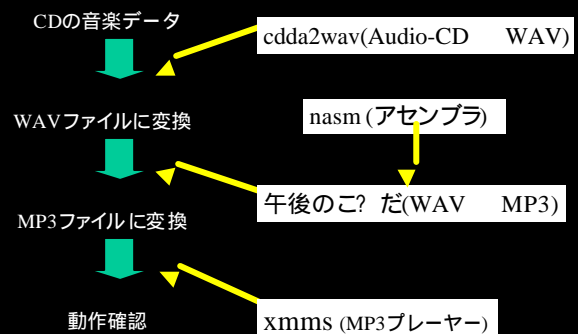 CDの音楽データ
cdda2wav(Audio-CD WAV)
WAVファイルに変換
nasm (アセンブラ)
午後のこ? だ(WAV MP3)
MP3ファイルに変換
動作確認
xmms (MP3プレーヤー)